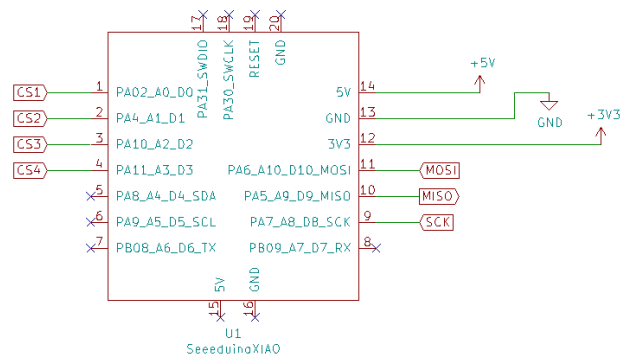 17 18 19 20
PA31_SWDIO PA30_SWCLK RESET GND
+5V
CS1 1 PA02_A0_D0 5V 14
CS2 2 PA4_A1_D1 GND 13 GND
+3V3
CS3 3 PA10_A2_D2 3V3 12
CS4 4 PA11_A3_D3 PA6_A10_D10_MOSI 11 MOSI
5 PA8_A4_D4_SDA PA5_A9_D9_MISO 10 MISO
6 PA9_A5_D5_SCL PA7_A8_D8_SCK 9 SCK
7 PB08_A6_D6_TX PB09_A7_D7_RX 8
5V GND
15 16
U1
SeeeduinoXIAO